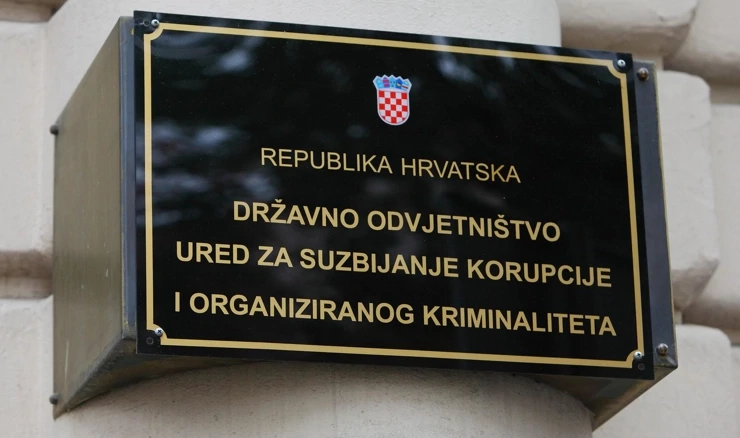 REPUBLIKA HRVATSKA
DRŽAVNO ODVJETNIŠTVO
URED ZA SUZBIJANJE KORUPCIJE
I ORGANIZIRANOG KRIMINALITETA